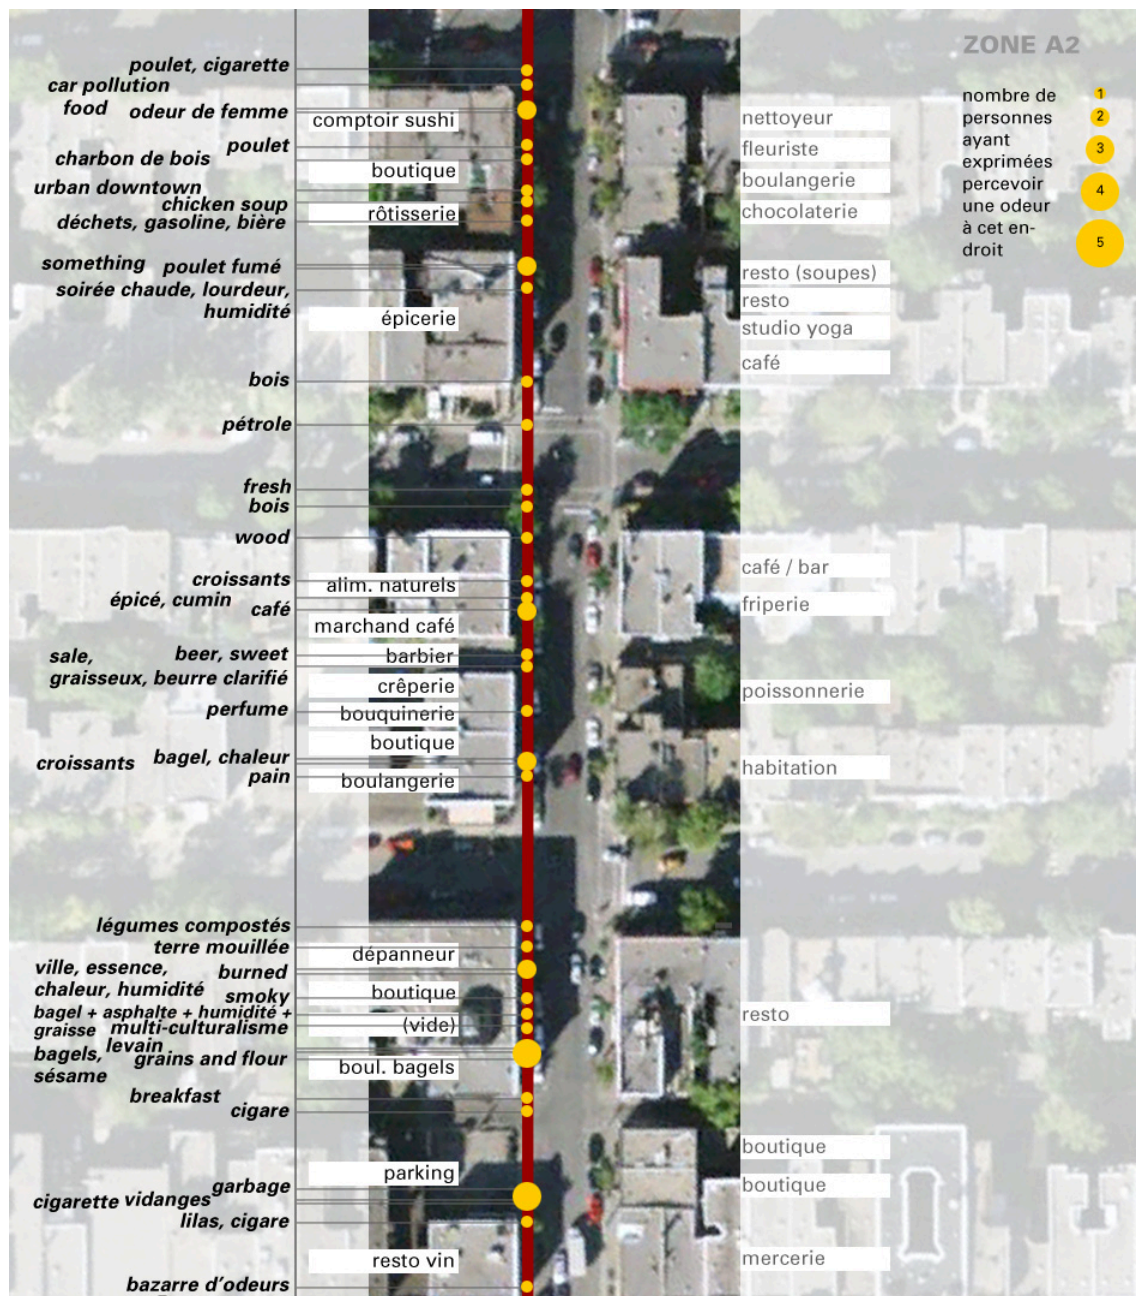 ZONE A2
nombre de
personnes
ayant
exprimées
percevoir
une odeur
à cet en-
droit
1
2
3
4
5
poulet, cigarette
car pollution
food
odeur de femme
poulet
charbon de bois
urban downtown
chicken soup
déchets, gasoline, bière
something
poulet fumé
soirée chaude, lourdeur,
humidité
bois
pétrole
fresh
bois
wood
croissants
épicé, cumin
café
sale,
beer, sweet
graisseux, beurre clarifié
perfume
croissants
bagel, chaleur
pain
légumes compostés
terre mouillée
ville, essence,
burned
chaleur, humidité
smoky
bagel + asphalte + humidité +
graisse
multi-culturalisme
bagels,
levain
grains and flour
sésame
breakfast
cigare
garbage
cigarette
vidanges
lilas, cigare
bazarre d'odeurs
comptoir sushi
boutique
rôtisserie
épicerie
alim. naturels
marchand café
barbier
crêperie
bouquinerie
boutique
boulangerie
dépanneur
boutique
(vide)
boul. bagels
parking
resto vin
nettoyeur
fleuriste
boulangerie
chocolaterie
resto (soupes)
resto
studio yoga
café
café / bar
friperie
poissonnerie
habitation
resto
boutique
boutique
mercerie